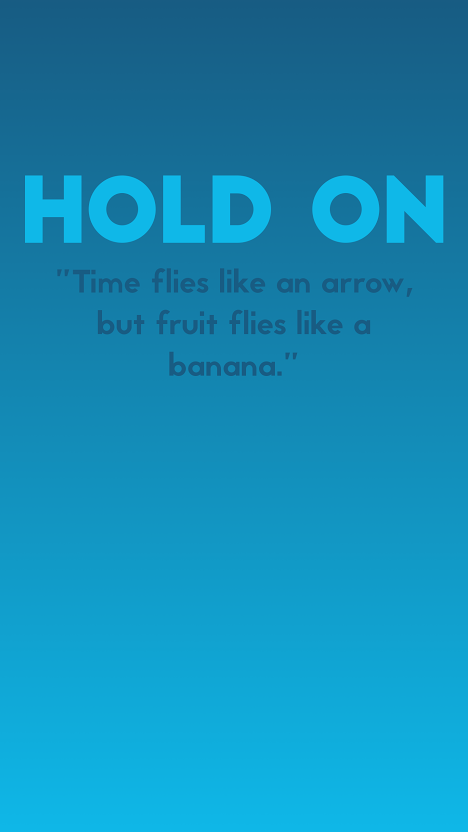 HOLD ON
"Time flies like an arrow,
but fruit flies like a
banana."